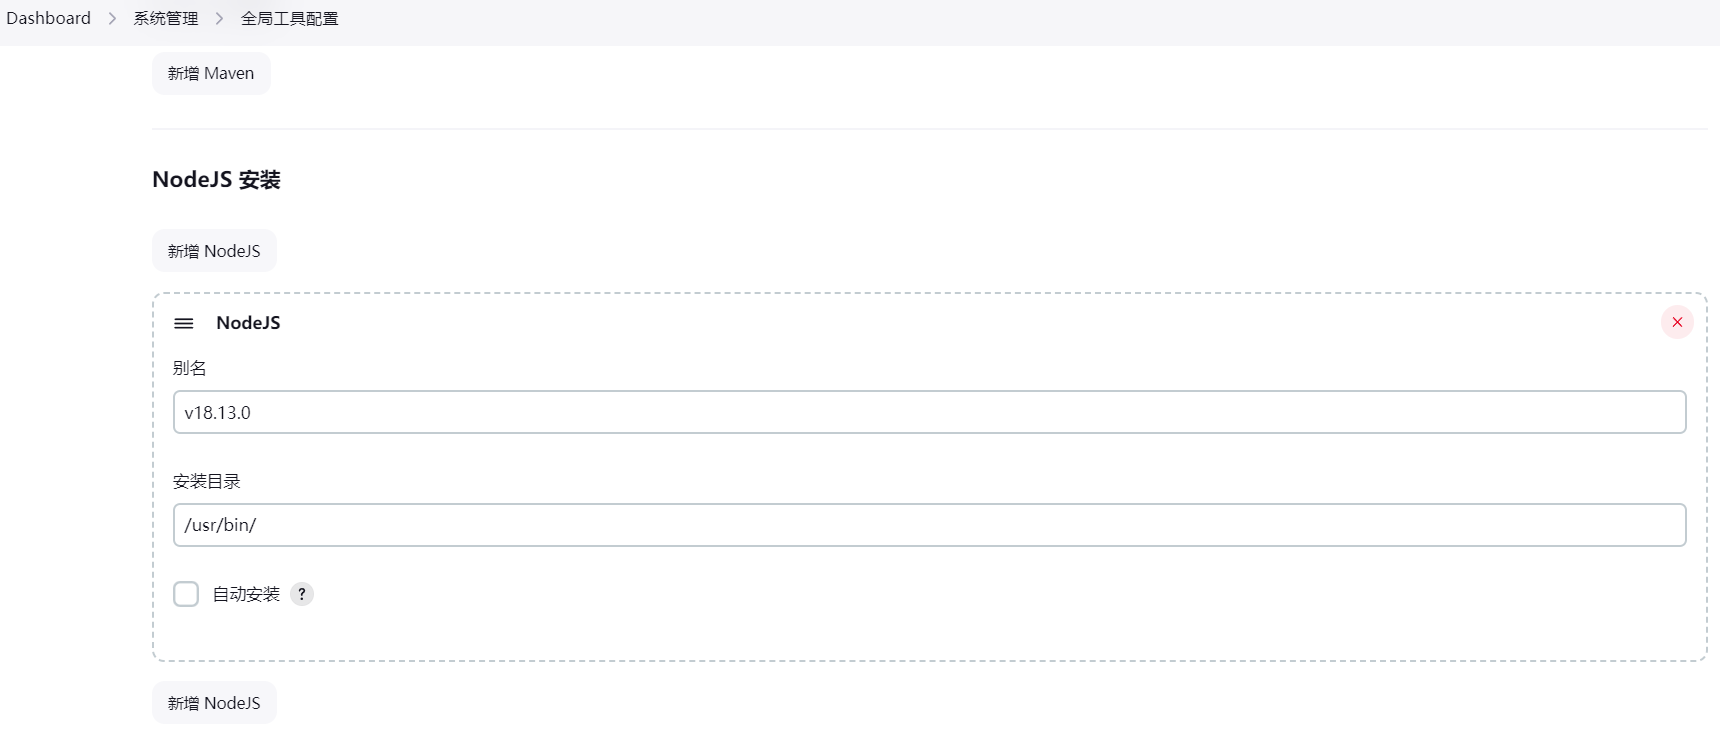 Dashboard > 系统管理 > 全局工具配置
新增 Maven
NodeJS 安装
新增 NodeJS
NodeJS
别名
v18.13.0
安装目录
/usr/bin/
自动安装 ?
新增 NodeJS